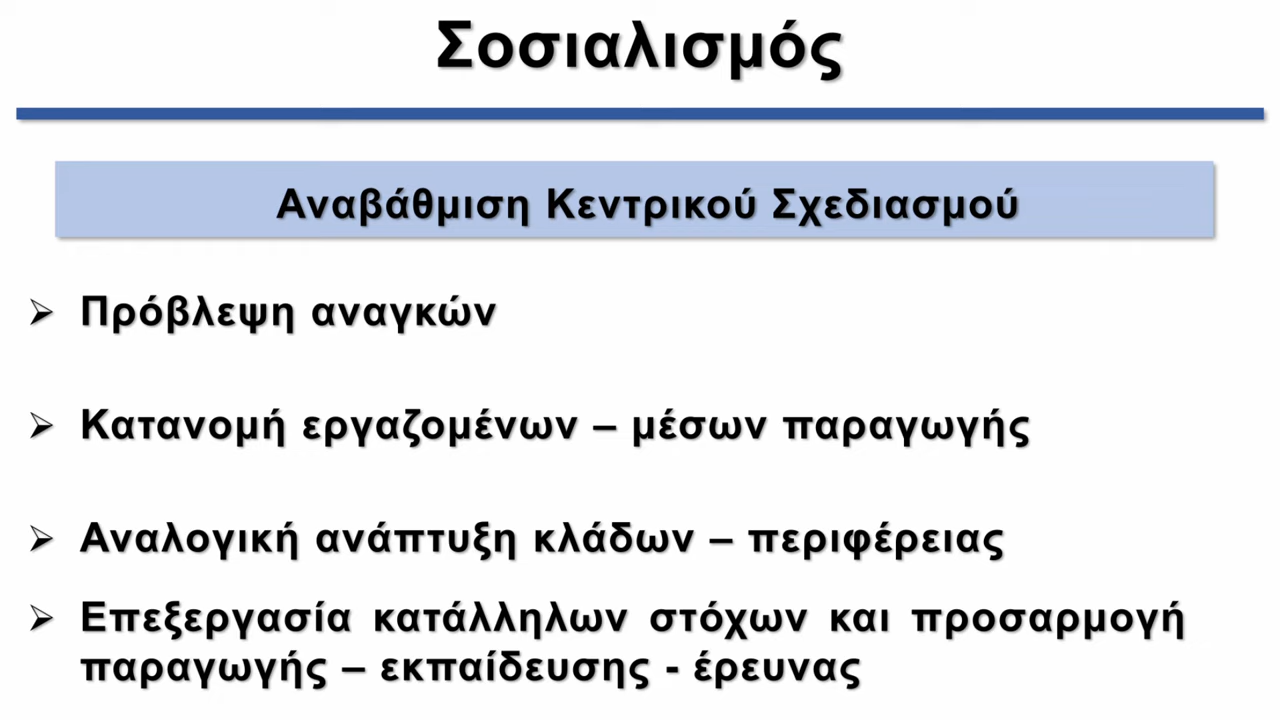 Σοσιαλισμός
Αναβάθμιση Κεντρικού Σχεδιασμού
➢ Πρόβλεψη αναγκών
➢ Κατανομή εργαζομένων – μέσων παραγωγής
➢ Αναλογική ανάπτυξη κλάδων – περιφέρειας
➢ Επεξεργασία κατάλληλων στόχων και προσαρμογή
παραγωγής – εκπαίδευσης - έρευνας